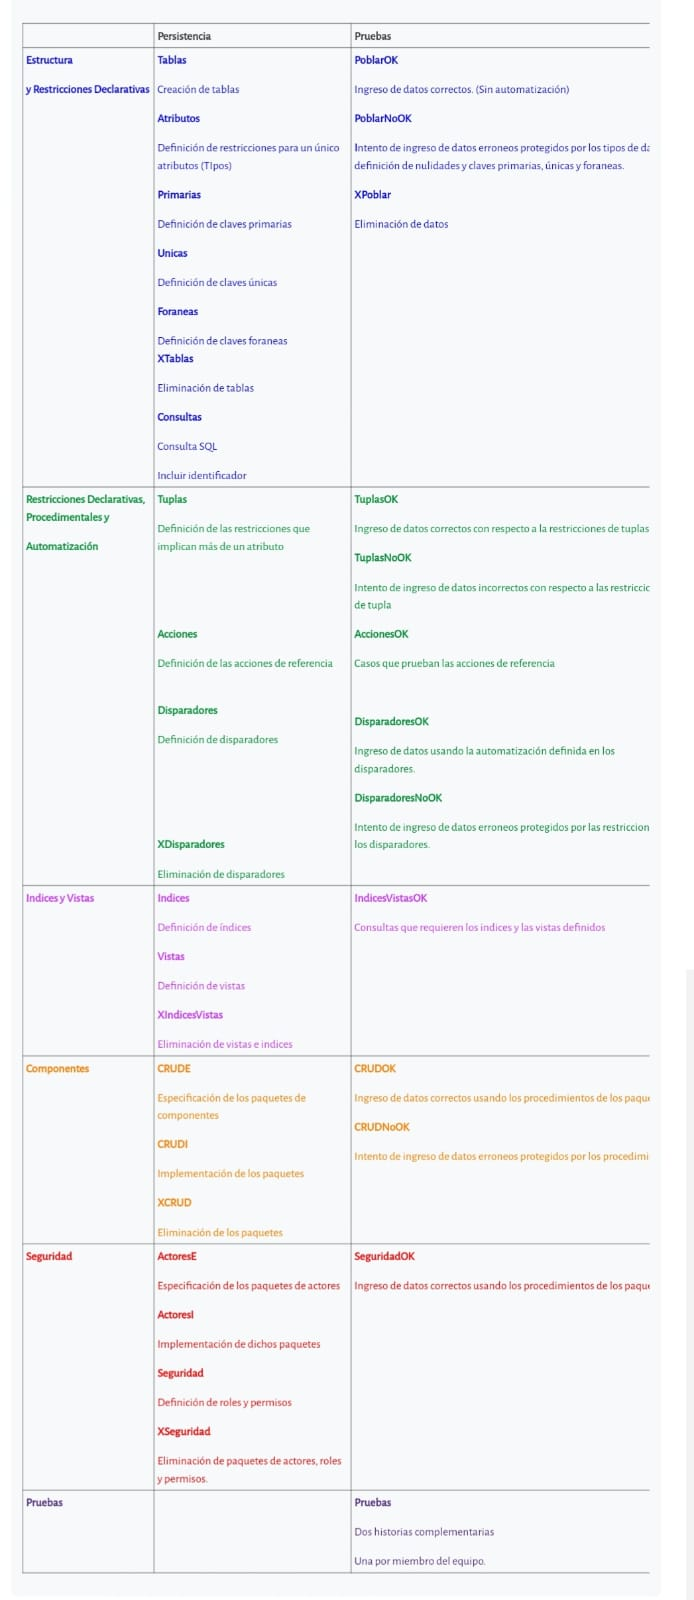 Persistencia
Pruebas
Estructura
y Restricciones Declarativas
Tablas
Creación de tablas
Atributos
Definición de restricciones para un único
atributos (TIpos)
Primarias
Definición de claves primarias
Unicas
Definición de claves únicas
Foraneas
Definición de claves foraneas
XTablas
Eliminación de tablas
Consultas
Consulta SQL
Incluir identificador
PoblarOK
Ingreso de datos correctos. (Sin automatización)
PoblarNoOK
Intento de ingreso de datos erroneos protegidos por los tipos de
definición de nulidades y claves primarias, únicas y foraneas.
XPoblar
Eliminación de datos
Restricciones Declarativas,
Procedimentales y
Automatización
Tuplas
Definición de las restricciones que
implican más de un atributo
Acciones
Definición de las acciones de referencia
Disparadores
Definición de disparadores
XDisparadores
Eliminación de disparadores
TuplasOK
Ingreso de datos correctos con respecto a la restricciones de tuplas
TuplasNoOK
Intento de ingreso de datos incorrectos con respecto a las
de tupla
AccionesOK
Casos que prueban las acciones de referencia
DisparadoresOK
Ingreso de datos usando la automatización definida en los
disparadores.
DisparadoresNoOK
Intento de ingreso de datos erroneos protegidos por las
los disparadores.
Indices y Vistas
Indices
Definición de índices
Vistas
Definición de vistas
XIndicesVistas
Eliminación de vistas e indices
IndicesVistasOK
Consultas que requieren los indices y las vistas definidos
Componentes
CRUDE
Especificación de los paquetes de
componentes
CRUDI
Implementación de los paquetes
XCRUD
Eliminación de los paquetes
CRUDOK
Ingreso de datos correctos usando los procedimientos de los
CRUDNoOK
Intento de ingreso de datos erroneos protegidos por los
Seguridad
ActoresE
Especificación de los paquetes de actores
ActoresI
Implementación de dichos paquetes
Seguridad
Definición de roles y permisos
XSeguridad
Eliminación de paquetes de actores, roles
y permisos.
SeguridadOK
Ingreso de datos correctos usando los procedimientos de los
Pruebas
Pruebas
Dos historias complementarias
Una por miembro del equipo.